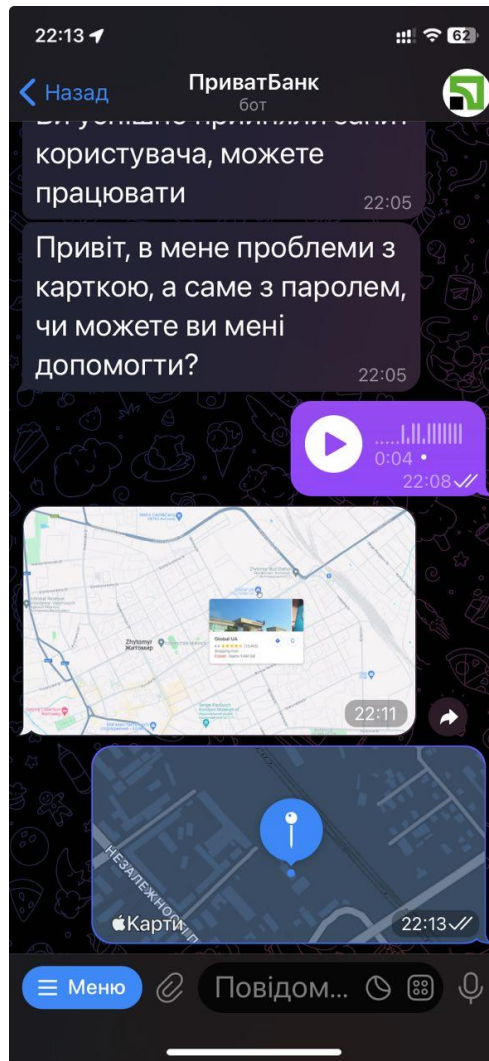 22:13
62
Назад
ПриватБанк
бот
користувача, можете
працювати
22:05
Привіт, в мене проблеми з
карткою, а саме з паролем,
чи можете ви мені
допомогти?
22:05
0:04
22:08
Zhytomyr
Житомир
Global UA
22:11
НЕЗАЛЕЖНОСТІ П
Карти
22:13
Меню
Повідом...